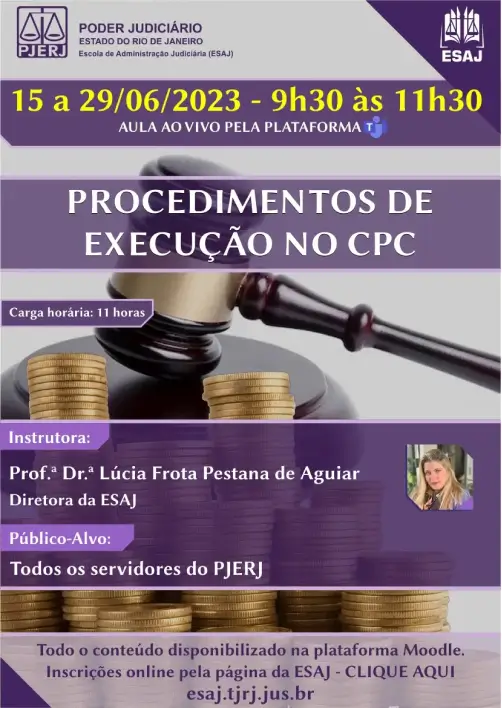 PJERJ
PODER JUDICIÁRIO
ESTADO DO RIO DE JANEIRO
Escola de Administração Judiciária (ESAJ)
ESAJ
15 a 29/06/2023 - 9h30 às 11h30
AULA AO VIVO PELA PLATAFORMA T
PROCEDIMENTOS DE
EXECUÇÃO NO CPC
Carga horária: 11 horas
Instrutora:
Prof.ª Dr.ª Lúcia Frota Pestana de Aguiar
Diretora da ESAJ
Público-Alvo:
Todos os servidores do PJERJ
Todo o conteúdo disponibilizado na plataforma Moodle.
Inscrições online pela página da ESAJ - CLIQUE AQUI
esaj.tjrj.jus.br